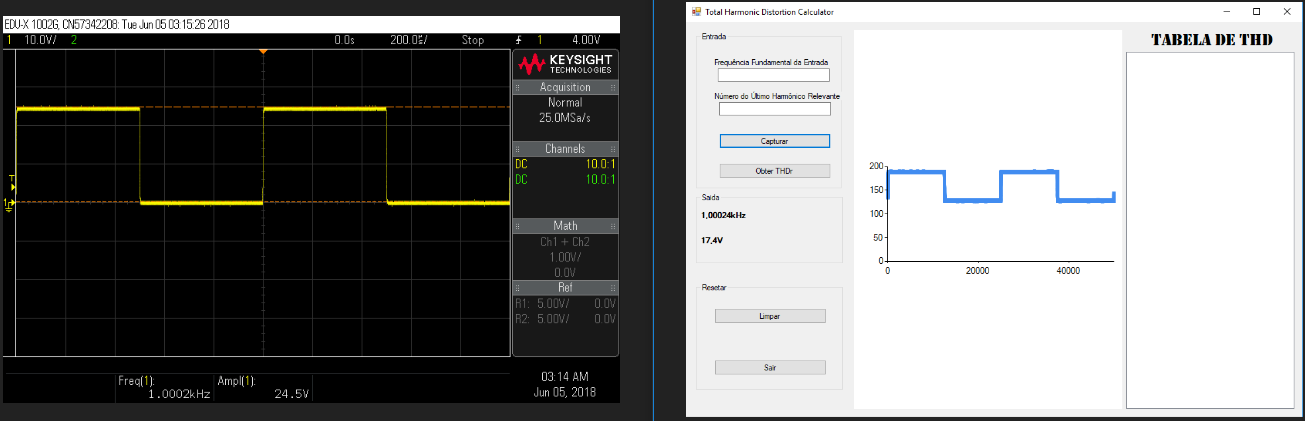 EDU-X 1002G, CN57342208: Tue Jun 05 03:15:26 2018
1 10.0V/ 2 0.0s 200.0≝/ Stop 1 4.00V
KEYSIGHT
TECHNOLOGIES
Acquisition
Normal
25.0MSa/s
Channels
DC 10.0:1
DC 10.0:1
Math
Ch1 + Ch2
1.00V/
0.0V
Ref
R1: 5.00V/ 0.0V
R2: 5.00V/ 0.0V
T
1
Freq(1): Ampl(1):
1.0002kHz 24.5V
03:14 AM
Jun 05, 2018
Total Harmonic Distortion Calculator
Entrada
Frequência Fundamental da Entrada
Número do Último Harmônico Relevante
Capturar
Obter THDr
Saida
1,00024kHz
17,4V
Resetar
Limpar
Sair
200
150
100
50
0
0 20000 40000
TABELA DE THD